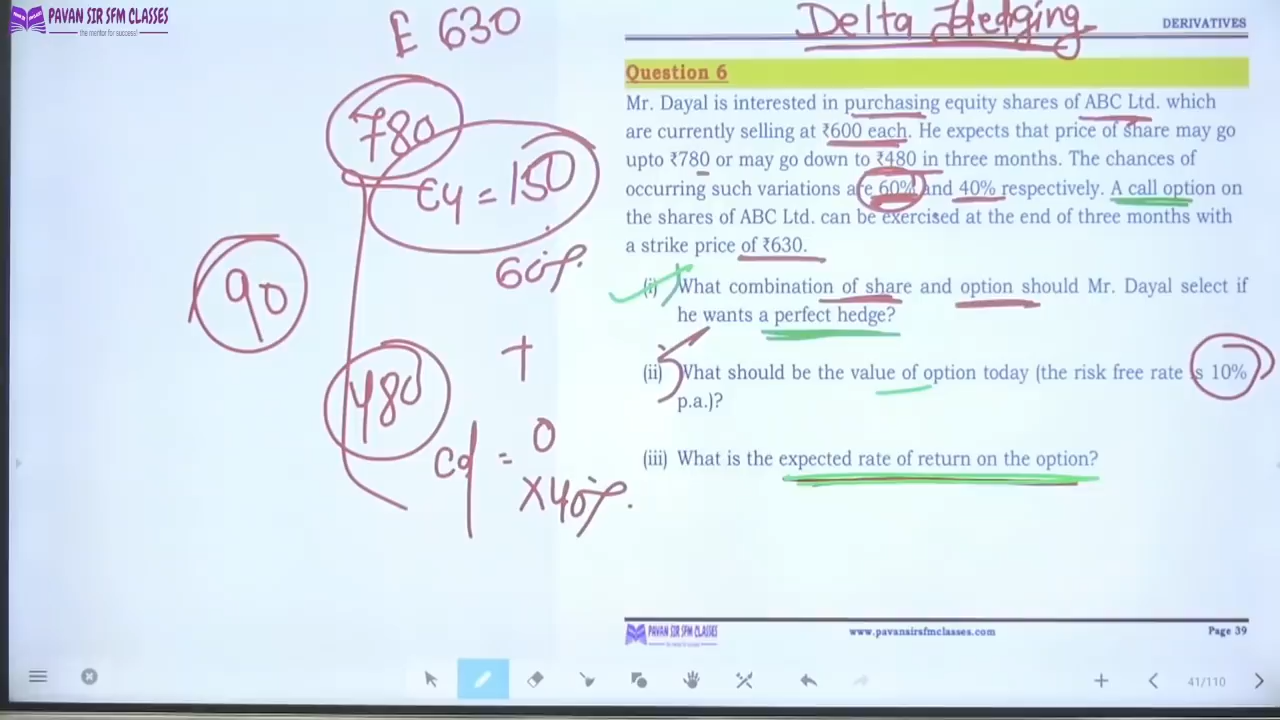 PAVAN SIR SFM CLASSES
the mentor for success!
E 630
780
Cu = 150
60%
90
+
480
Cd = 0
X40%.
Delta Hedging
DERIVATIVES
Question 6
Mr. Dayal is interested in purchasing equity shares of ABC Ltd. which
are currently selling at ₹600 each. He expects that price of share may go
upto ₹780 or may go down to ₹480 in three months. The chances of
occurring such variations are 60% and 40% respectively. A call option on
the shares of ABC Ltd. can be exercised at the end of three months with
a strike price of ₹630.
(i) What combination of share and option should Mr. Dayal select if
he wants a perfect hedge?
(ii) What should be the value of option today (the risk free rate is 10%
p.a.)?
(iii) What is the expected rate of return on the option?
PAVAN SIR SFM CLASSES
www.pavansirsfmclaases.com
Page 39
41/110